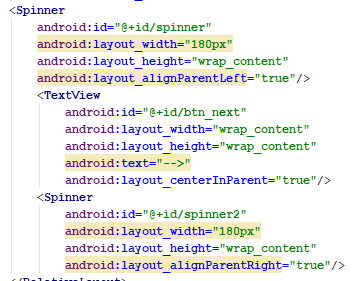 <Spinner
android:id="@+id/spinner"
android:layout_width="180px"
android:layout_height="wrap_content"
android:layout_alignParentLeft="true"/>
<TextView
android:id="@+id/btn_next"
android:layout_width="wrap_content"
android:layout_height="wrap_content"
android:text="-->"
android:layout_centerInParent="true"/>
<Spinner
android:id="@+id/spinner2"
android:layout_width="180px"
android:layout_height="wrap_content"
android:layout_alignParentRight="true"/>
</RelativeLayout>